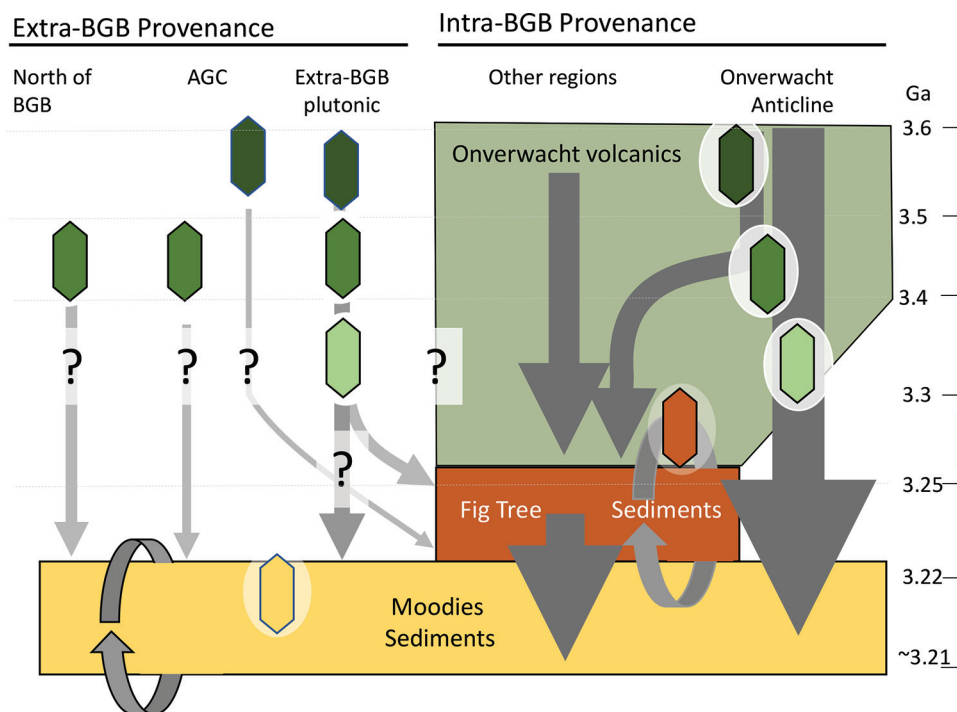 Extra-BGB Provenance
Intra-BGB Provenance
North of
BGB
AGC
Extra-BGB
plutonic
Other regions
Onverwacht
Anticline
Ga
3.6
Onverwacht volcanics
3.5
3.4
?
?
?
?
3.3
?
3.25
Fig Tree
Sediments
3.22
Moodies
Sediments
~3.21